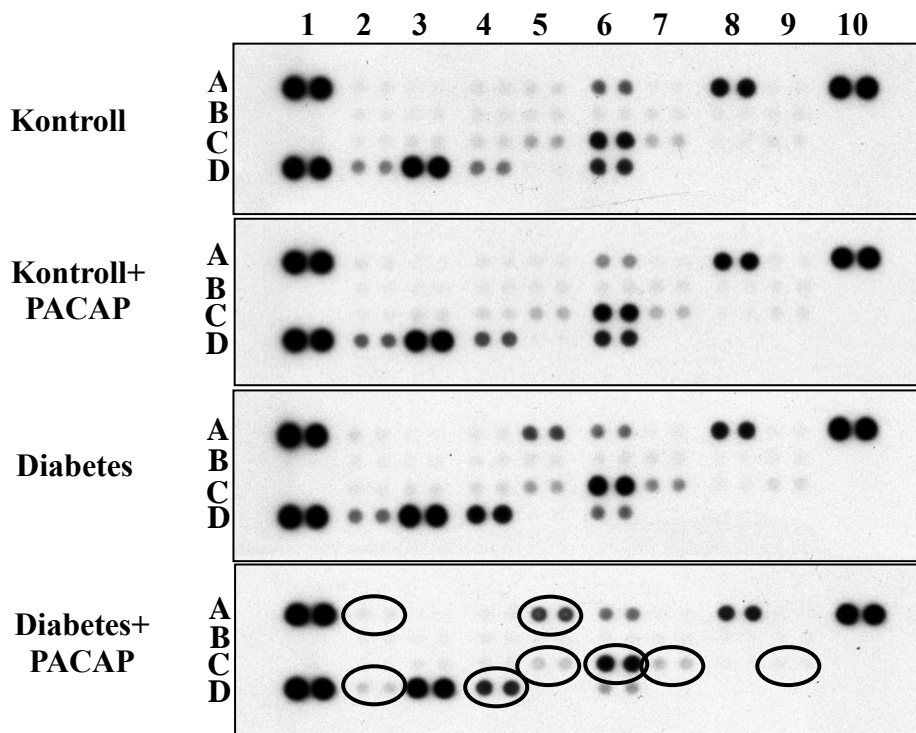 1 2 3 4 5 6 7 8 9 10
Kontroll
A
B
C
D
Kontroll+
PACAP
A
B
C
D
Diabetes
A
B
C
D
Diabetes+
PACAP
A
B
C
D